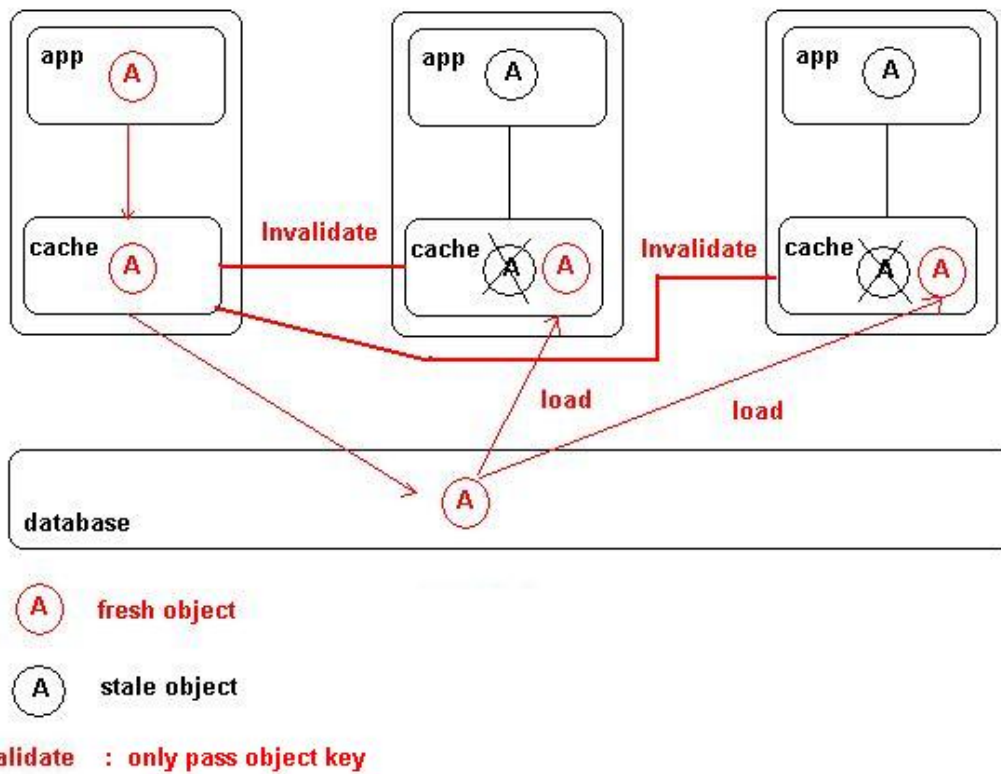 app
A
app
A
app
A
cache
A
Invalidate
cache
A
A
Invalidate
cache
A
A
load
load
A
database
A fresh object
A stale object
alidate : only pass object key